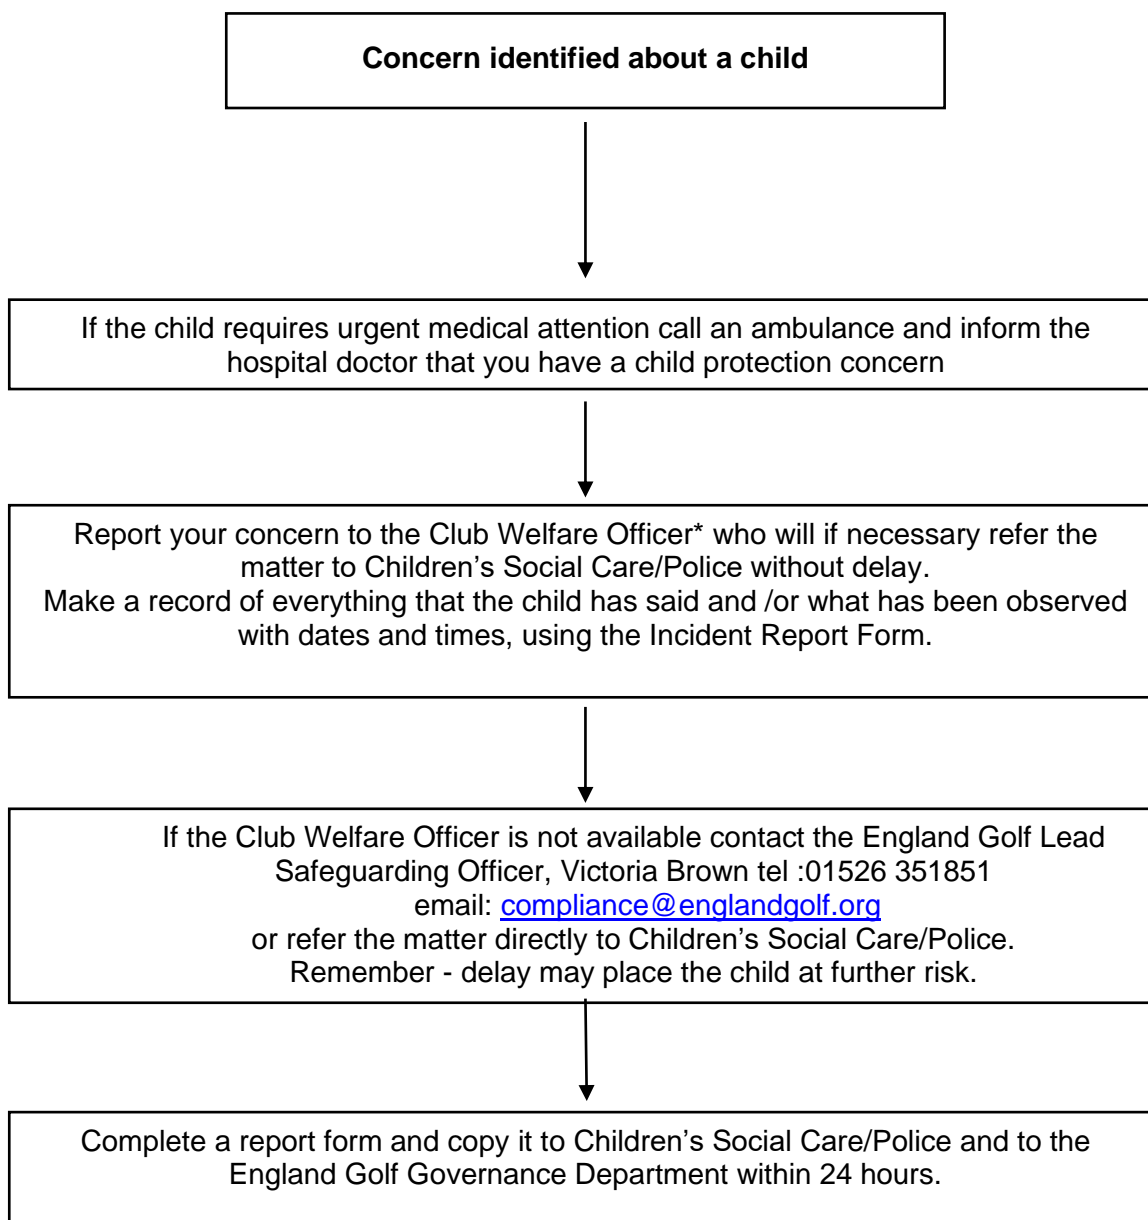 Concern identified about a child
If the child requires urgent medical attention call an ambulance and inform the
hospital doctor that you have a child protection concern
Report your concern to the Club Welfare Officer* who will if necessary refer the
matter to Children’s Social Care/Police without delay.
Make a record of everything that the child has said and /or what has been observed
with dates and times, using the Incident Report Form.
If the Club Welfare Officer is not available contact the England Golf Lead
Safeguarding Officer, Victoria Brown tel :01526 351851
email: compliance@englandgolf.org
or refer the matter directly to Children’s Social Care/Police.
Remember - delay may place the child at further risk.
Complete a report form and copy it to Children’s Social Care/Police and to the
England Golf Governance Department within 24 hours.